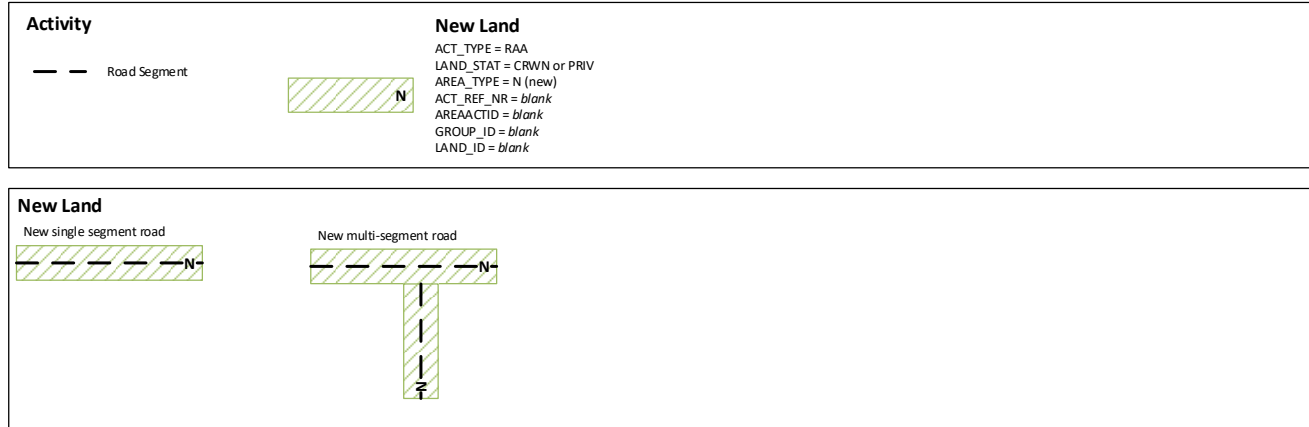 Activity
Road Segment
N
New Land
ACT_TYPE = RAA
LAND_STAT = CRWN or PRIV
AREA_TYPE = N (new)
ACT_REF_NR = blank
AREAACTID = blank
GROUP_ID = blank
LAND_ID = blank
New Land
New single segment road
N
New multi-segment road
N
N